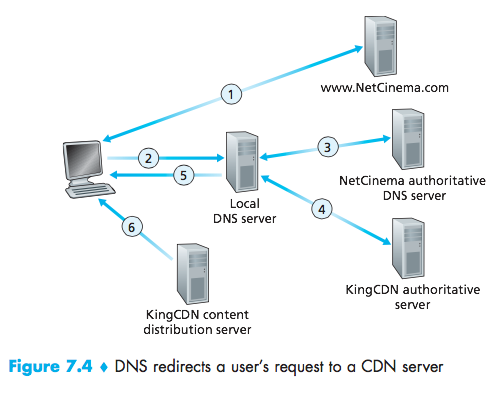 1
www.NetCinema.com
2
3
5
NetCinema authoritative
DNS server
Local
DNS server
4
6
KingCDN authoritative
server
KingCDN content
distribution server
Figure 7.4 ♦ DNS redirects a user's request to a CDN server